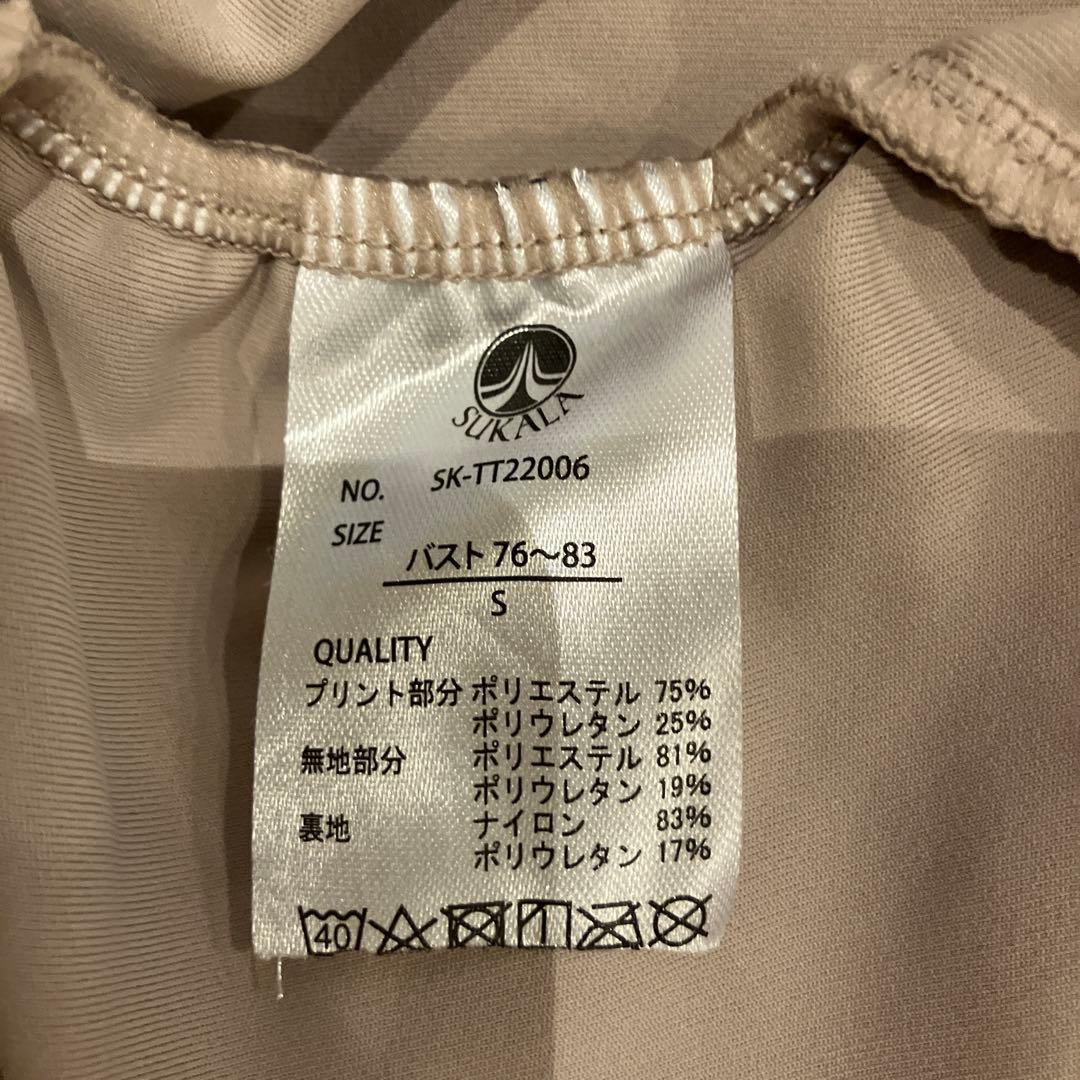 SUKALA
NO. SK-TT22006
SIZE
バスト 76〜83
S
QUALITY
プリント部分 ポリエステル 75%
ポリウレタン 25%
無地部分 ポリエステル 81%
ポリウレタン 19%
裏地 ナイロン 83%
ポリウレタン 17%
40